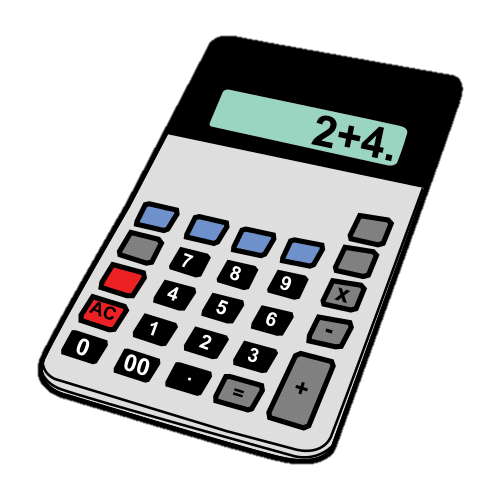 2+4.
7 8 9 x
4 5 6 -
AC 1 2 3 +
0 00 . =